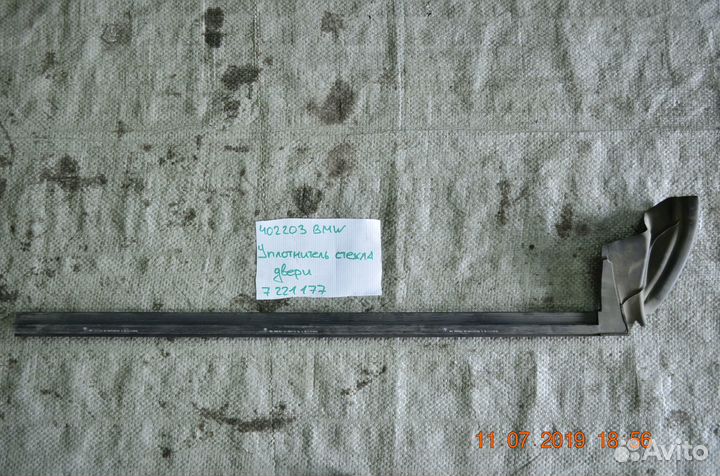 402203 BMW
Уплотнитель стекла
двери
7 221 177
11 07 2019 18:56
Avito